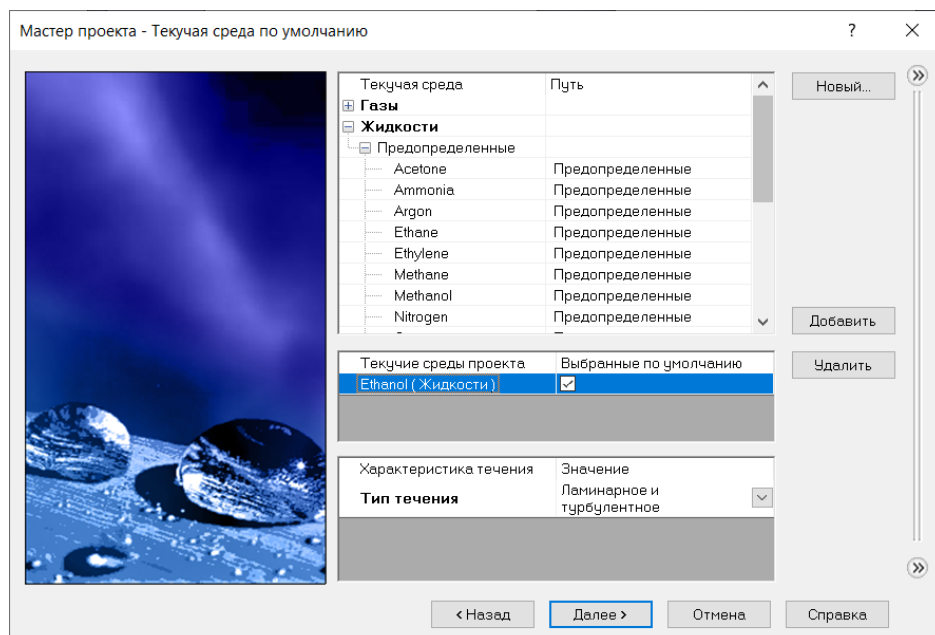 Мастер проекта - Текучая среда по умолчанию
?
Текучая среда Путь
Новый...
Газы
Жидкости
Предопределенные
Acetone Предопределенные
Ammonia Предопределенные
Argon Предопределенные
Ethane Предопределенные
Ethylene Предопределенные
Methane Предопределенные
Methanol Предопределенные
Nitrogen Предопределенные
Добавить
Текучие среды проекта Выбранные по умолчанию
Удалить
Ethanol ( Жидкости )
Характеристика течения Значение
Тип течения Ламинарное и
турбулентное
< Назад Далее > Отмена Справка